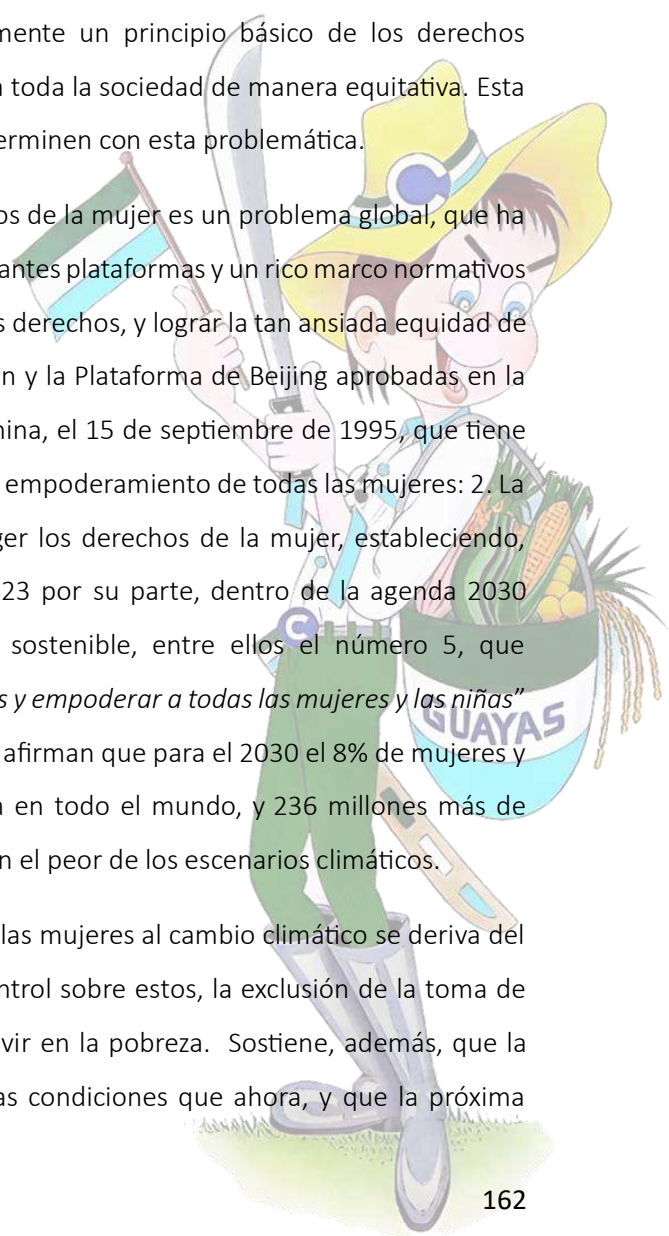 mente un principio básico de los derechos
toda la sociedad de manera equitativa. Esta
terminen con esta problemática.
os de la mujer es un problema global, que ha
antes plataformas y un rico marco normativos
s derechos, y lograr la tan ansiada equidad de
n y la Plataforma de Beijing aprobadas en la
hina, el 15 de septiembre de 1995, que tiene
empoderamiento de todas las mujeres: 2. La
ger los derechos de la mujer, estableciendo,
23 por su parte, dentro de la agenda 2030
C
sostenible, entre ellos el número 5, que
s y empoderar a todas las mujeres y las niñas”
GUAYAS
afirman que para el 2030 el 8% de mujeres y
a en todo el mundo, y 236 millones más de
n el peor de los escenarios climáticos.
las mujeres al cambio climático se deriva del
ntrol sobre estos, la exclusión de la toma de
vir en la pobreza. Sostiene, además, que la
as condiciones que ahora, y que la próxima
162